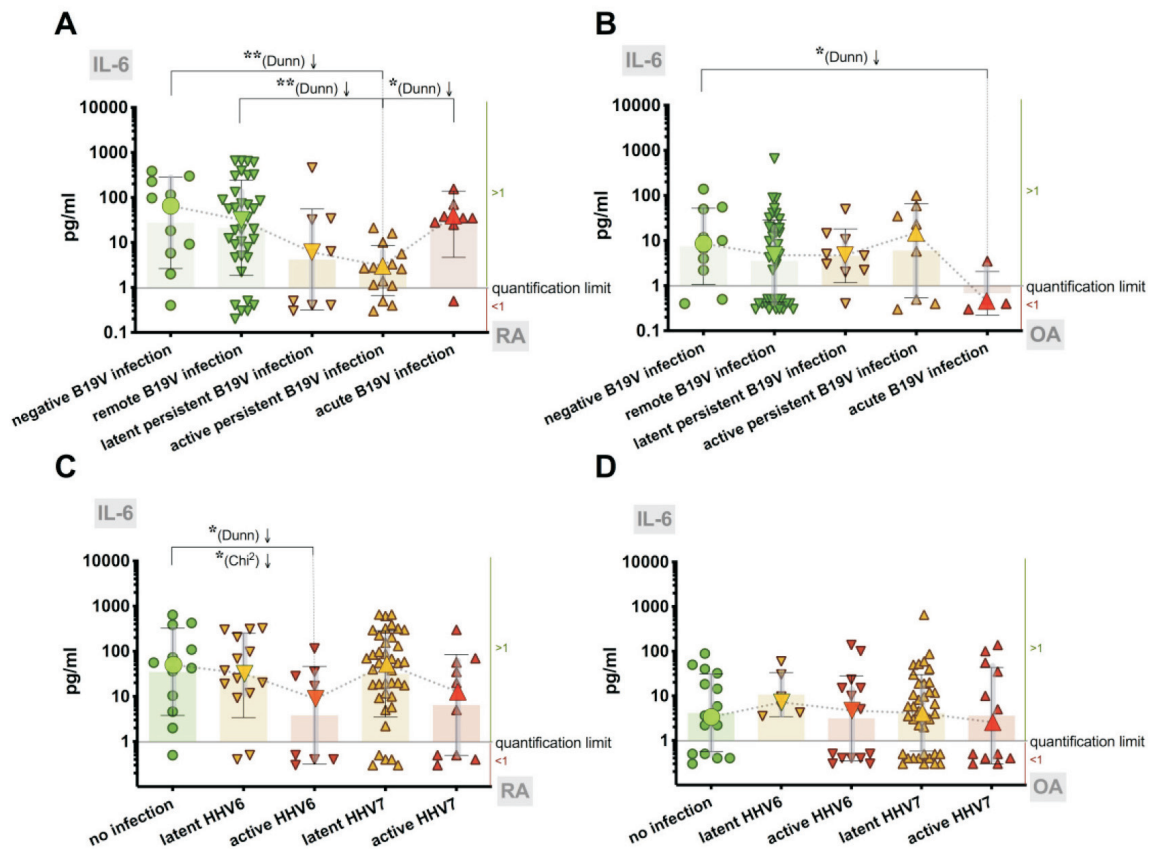 A
IL-6
**(Dunn) ↓
**(Dunn) ↓
*(Dunn) ↓
10000
1000
100
10
1
0.1
pg/ml
>1
quantification limit
<1
RA
negative B19V infection
remote B19V infection
latent persistent B19V infection
active persistent B19V infection
acute B19V infection
B
IL-6
*(Dunn) ↓
10000
1000
100
10
1
0.1
pg/ml
>1
quantification limit
<1
OA
negative B19V infection
remote B19V infection
latent persistent B19V infection
active persistent B19V infection
acute B19V infection
C
IL-6
*(Dunn) ↓
*(Chi²) ↓
10000
1000
100
10
1
pg/ml
>1
quantification limit
<1
RA
no infection
latent HHV6
active HHV6
latent HHV7
active HHV7
D
IL-6
10000
1000
100
10
1
pg/ml
>1
quantification limit
<1
OA
no infection
latent HHV6
active HHV6
latent HHV7
active HHV7